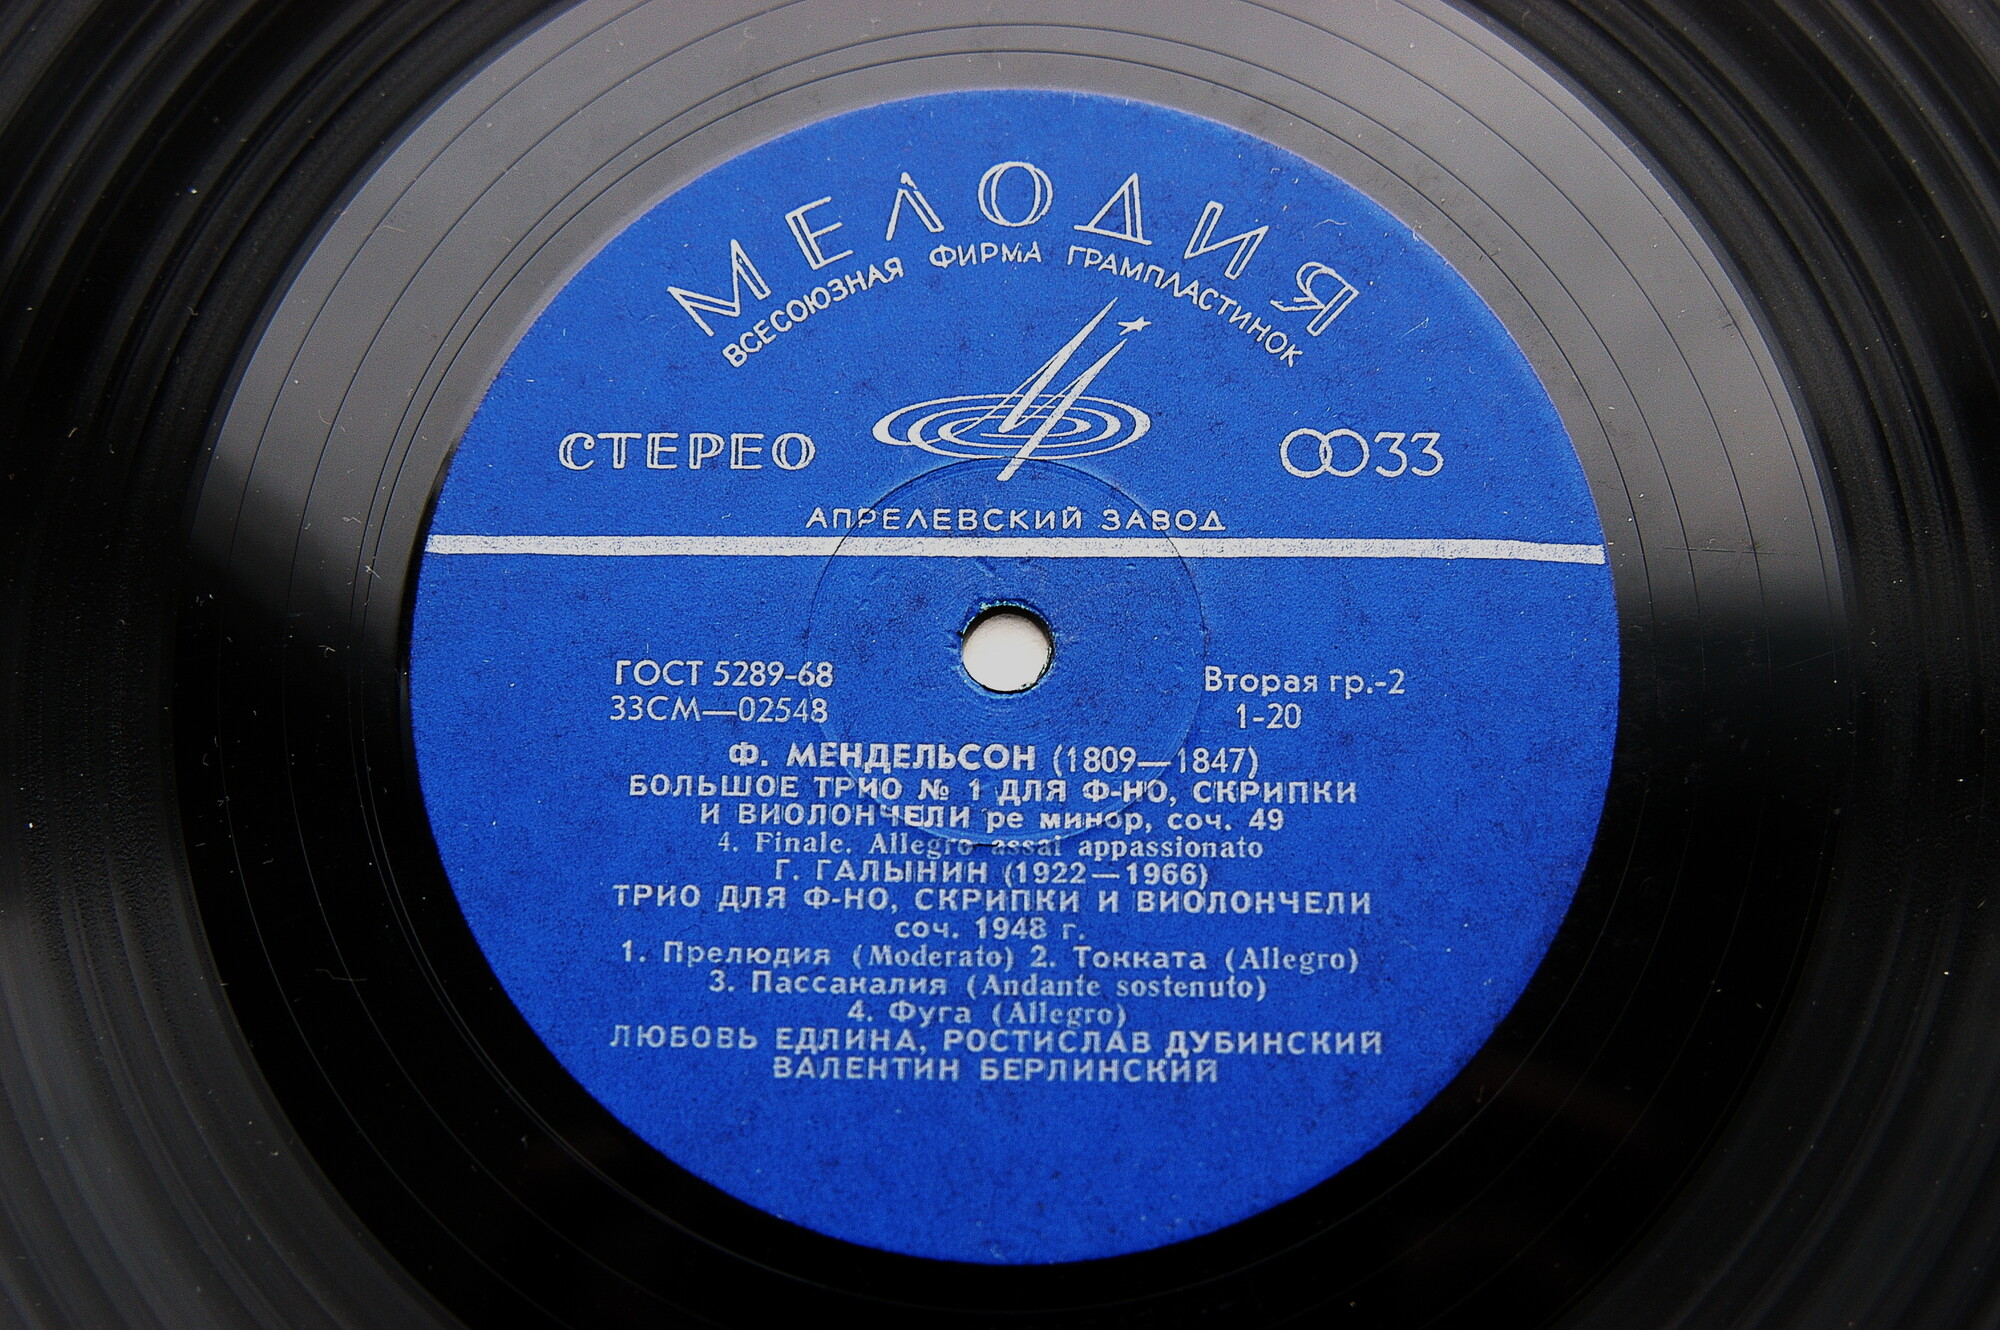 МЕЛОДИЯ
ВСЕСОЮЗНАЯ ФИРМА ГРАМПЛАСТИНОК
СТЕРЕО
33
АПРЕЛЕВСКИЙ ЗАВОД
ГОСТ 5289-68
33СМ—02548
Вторая гр.-2
1-20
Ф. МЕНДЕЛЬСОН (1809—1847)
БОЛЬШОЕ ТРИО № 1 ДЛЯ Ф-НО, СКРИПКИ
И ВИОЛОНЧЕЛИ ре минор, соч. 49
4. Finale. Allegro assai appassionato
Г. ГАЛЫНИН (1922—1966)
ТРИО ДЛЯ Ф-НО, СКРИПКИ И ВИОЛОНЧЕЛИ
соч. 1948 г.
1. Прелюдия (Moderato) 2. Токката (Allegro)
3. Пассакалия (Andante sostenuto)
4. Фуга (Allegro)
ЛЮБОВЬ ЕДЛИНА, РОСТИСЛАВ ДУБИНСКИЙ
ВАЛЕНТИН БЕРЛИНСКИЙ